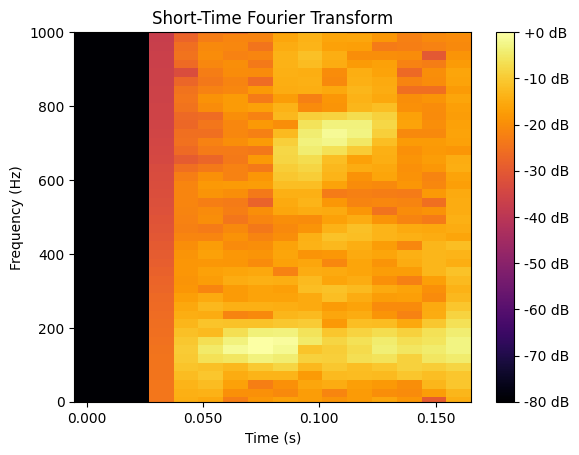 Short-Time Fourier Transform
1000
800
600
400
200
0
Frequency (Hz)
0.000
0.050
0.100
0.150
Time (s)
+0 dB
-10 dB
-20 dB
-30 dB
-40 dB
-50 dB
-60 dB
-70 dB
-80 dB